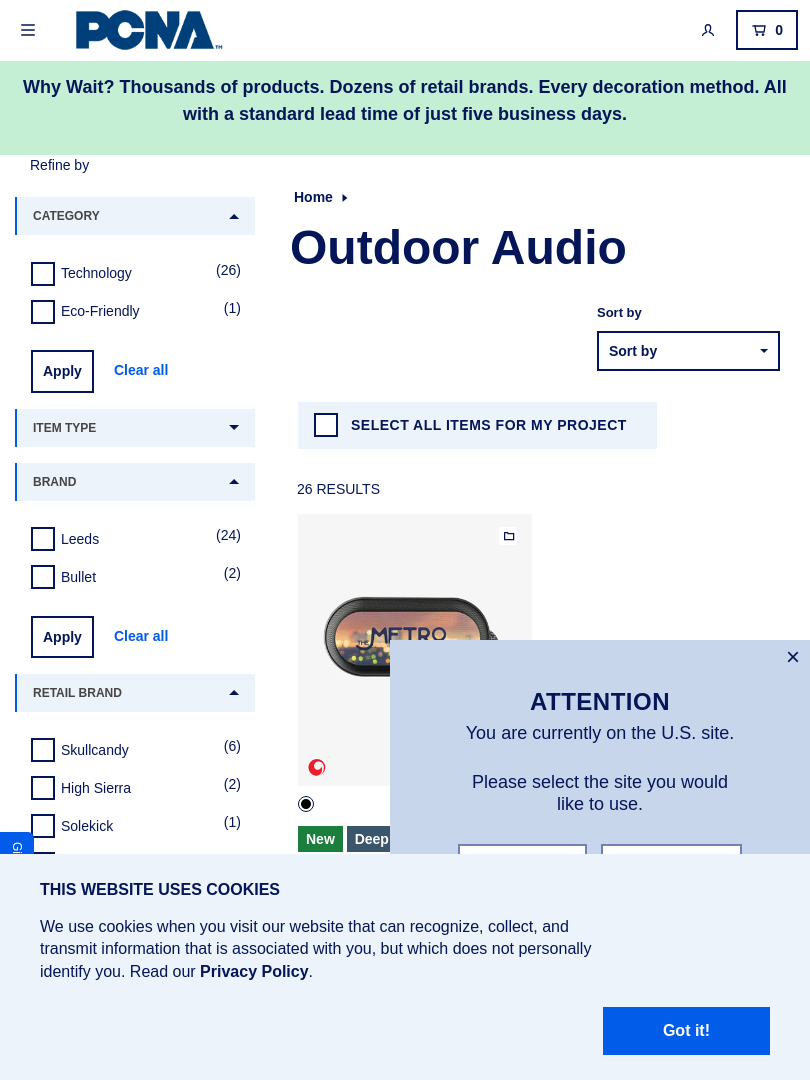 PCNA™
0
Why Wait? Thousands of products. Dozens of retail brands. Every decoration method. All
with a standard lead time of just five business days.
Refine by
Home
CATEGORY
Outdoor Audio
Technology (26)
Eco-Friendly (1)
Sort by
Sort by
Apply Clear all
SELECT ALL ITEMS FOR MY PROJECT
ITEM TYPE
BRAND
26 RESULTS
Leeds (24)
Bullet (2)
Apply Clear all
THE METRO
RETAIL BRAND
ATTENTION
You are currently on the U.S. site.
Skullcandy (6)
High Sierra (2)
Please select the site you would
like to use.
Solekick (1)
New Deep
THIS WEBSITE USES COOKIES
We use cookies when you visit our website that can recognize, collect, and
transmit information that is associated with you, but which does not personally
identify you. Read our Privacy Policy.
Got it!